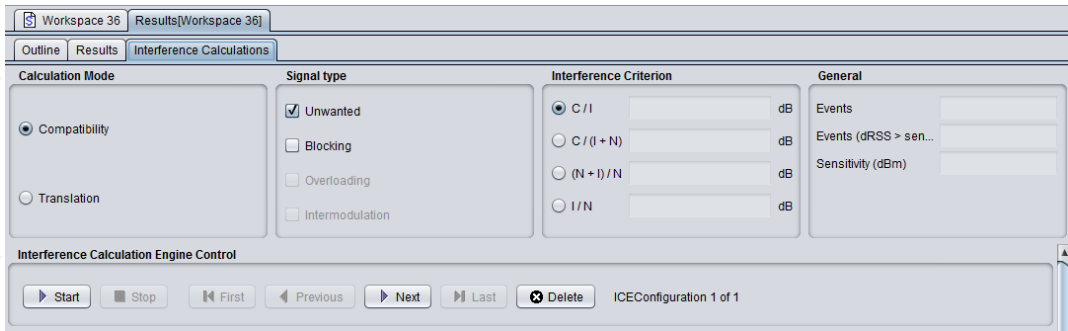 Workspace 36 Results[Workspace 36]
Outline Results Interference Calculations
Calculation Mode
Compatibility
Translation
Signal type
Unwanted
Blocking
Overloading
Intermodulation
Interference Criterion
C / I dB
C / (I + N) dB
(N + I) / N dB
I / N dB
General
Events
Events (dRSS > sen...
Sensitivity (dBm)
Interference Calculation Engine Control
Start Stop First Previous Next Last Delete ICEConfiguration 1 of 1